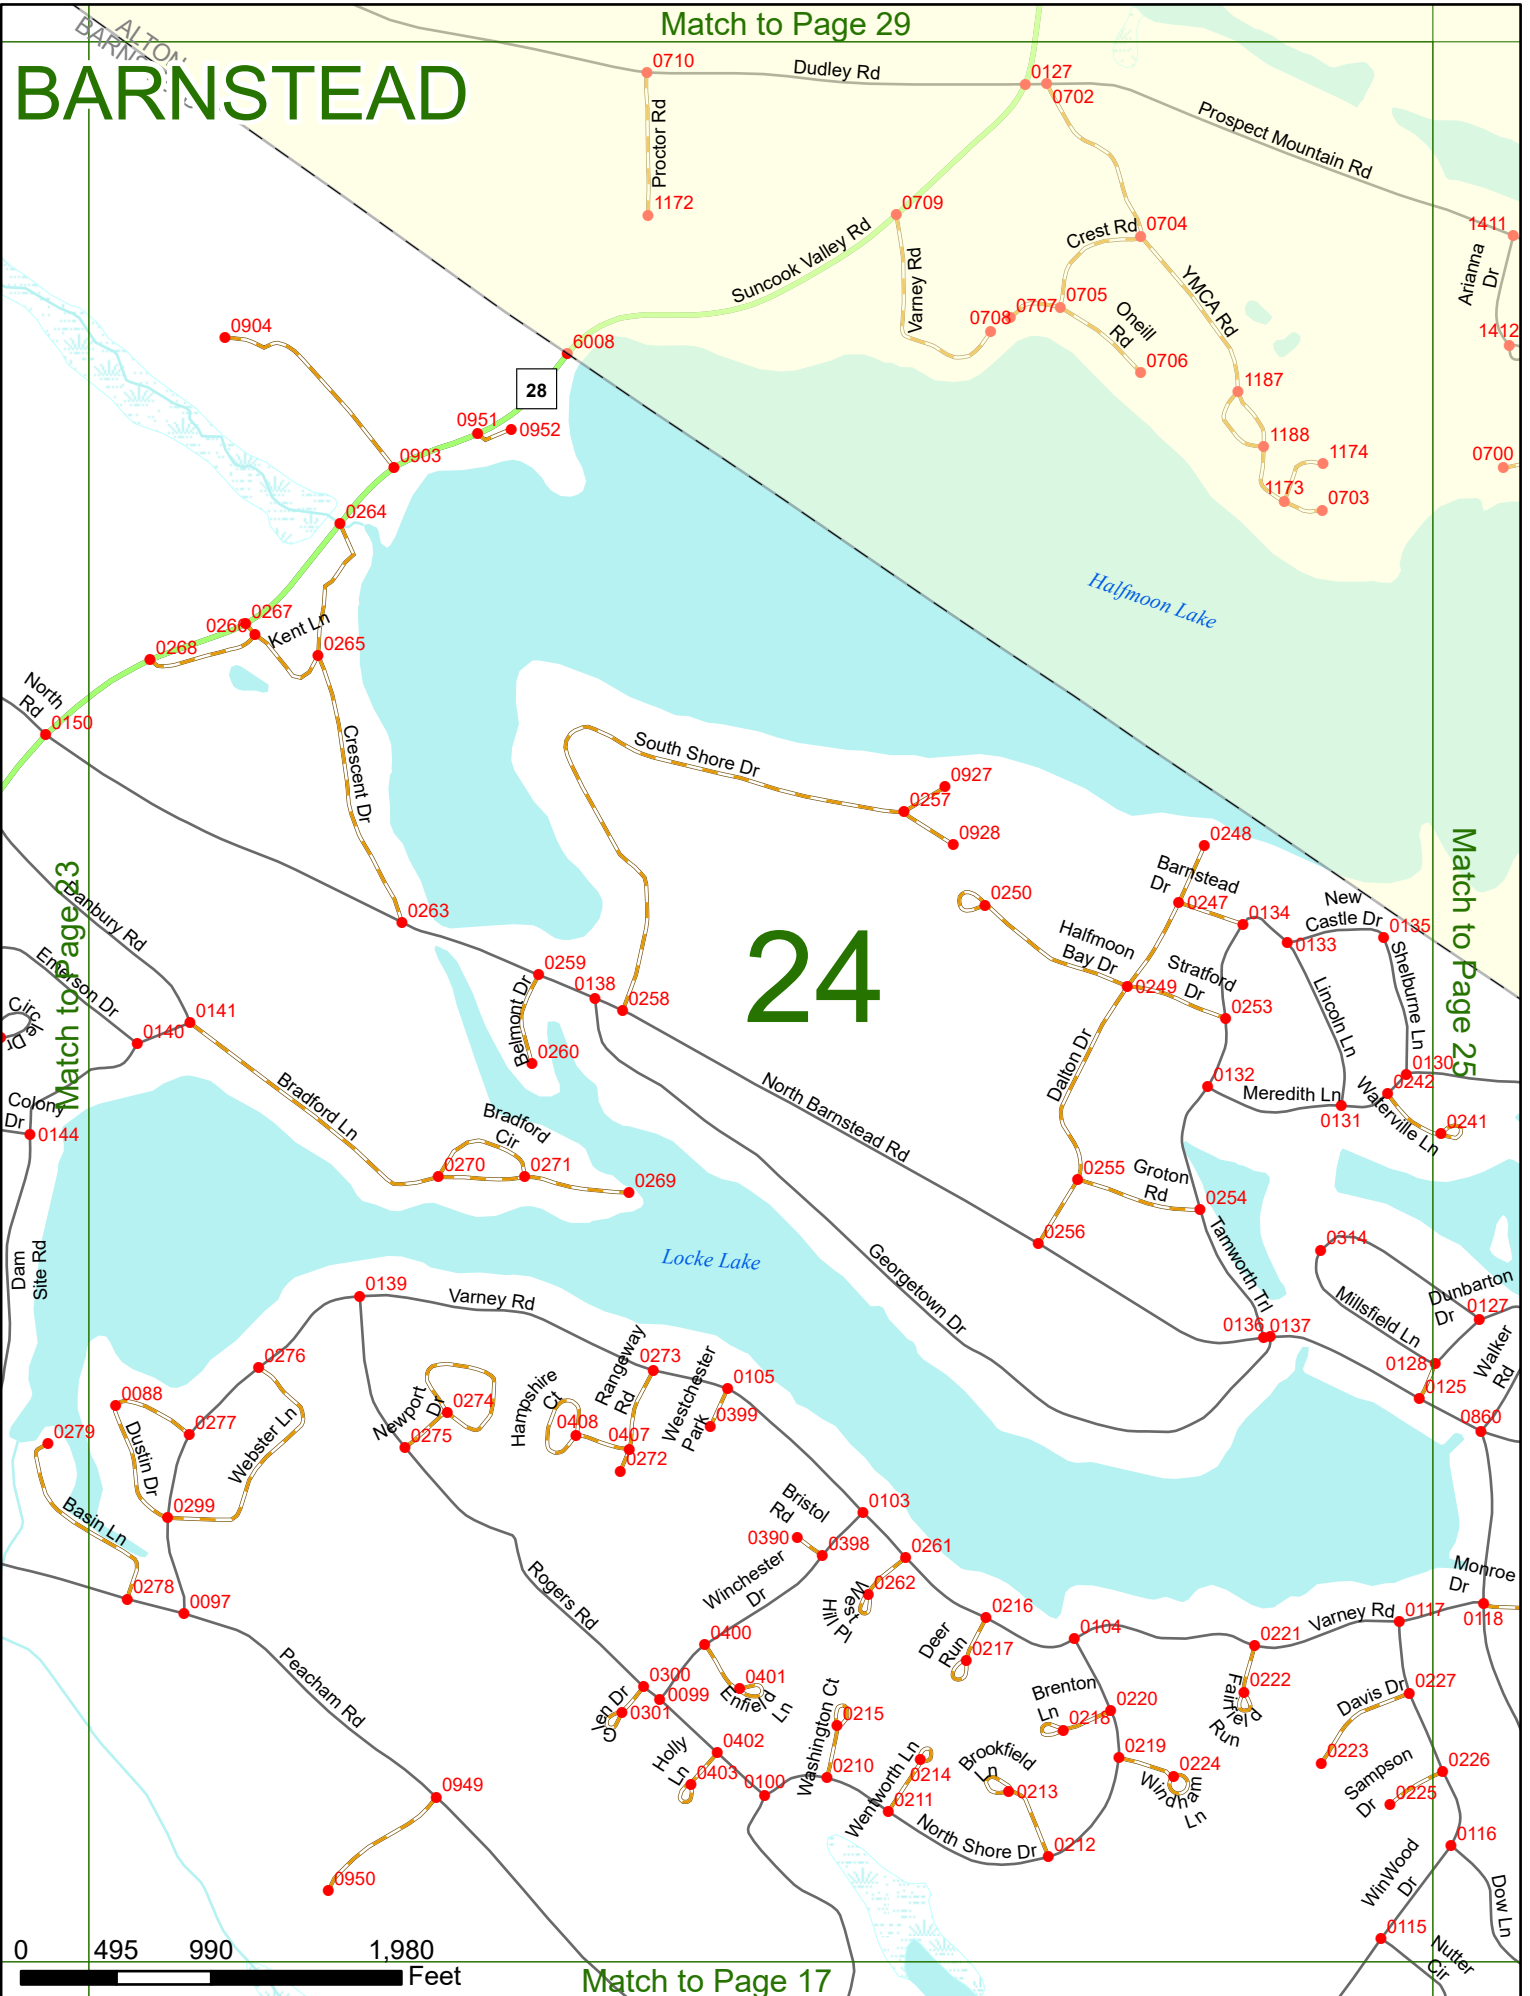 Match to Page 29
ALTON
BARNSTEAD
0710
Dudley Rd
0127
0702
Proctor Rd
Prospect Mountain Rd
1172
0709
Suncook Valley Rd
Varney Rd
Crest Rd
0704
1411
Arianna
Dr
YMCA Rd
0705
0707
0708
Oneill
Rd
0706
1412
0904
6008
28
1187
0951
0952
0903
1188
1174
0700
1173
0703
0264
Halfmoon Lake
0267
0266
Kent Ln
0268
0265
North
Rd
0150
Crescent Dr
South Shore Dr
0927
0257
0928
0248
Match to Page 23
Match to Page 25
Barnstead
Dr
0247
0250
New
Castle Dr
0134
0135
0133
Danbury Rd
0263
24
Halfmoon
Bay Dr
Stratford
Dr
0249
Shelburne Ln
Lincoln Ln
Emerson Dr
0259
0138
0258
Belmont Dr
0253
Circle
Dr
0141
0140
0260
Dalton Dr
0130
0132
0242
Meredith Ln
0131
Waterville Ln
0241
Colony
Dr
0144
Bradford Ln
Bradford
Cir
North Barnstead Rd
0270
0271
0269
0255
Groton
Rd
0254
0256
Tamworth Trl
Dam
Site Rd
Locke Lake
Georgetown Dr
0314
Dunbarton
Dr
0127
Millsfield Ln
0139
Varney Rd
0136
0137
0128
Walker
Rd
0125
0276
0273
Rangeway
Rd
Westchester
Park
0105
0088
0277
Newport
Dr
0274
0275
Hampshire
Ct
0408
0407
0399
0860
0279
Dustin Dr
Webster Ln
0272
0299
Basin Ln
Bristol
Rd
0103
0390
0398
0261
0278
0097
Rogers Rd
Winchester
Dr
0262
West
Hill Pl
Monroe
Dr
0118
0216
0104
Varney Rd
0117
Deer
Run
0217
0221
0400
Peacham Rd
0300
0099
0401
Enfield
Ln
Glen Dr
0301
Brenton
Ln
0218
0220
0222
Fairfield
Run
Davis Dr
0227
Washington Ct
0215
0402
Holly
Ln
0403
0219
0224
Windham
Ln
0223
0226
Sampson
Dr
0225
0210
0100
0214
Wentworth Ln
0211
Brookfield
Ln
0213
0949
North Shore Dr
0212
0116
WinWood
Dr
Dow Ln
0950
0115
Nutter
Cir
0
495
990
1,980
Feet
Match to Page 17